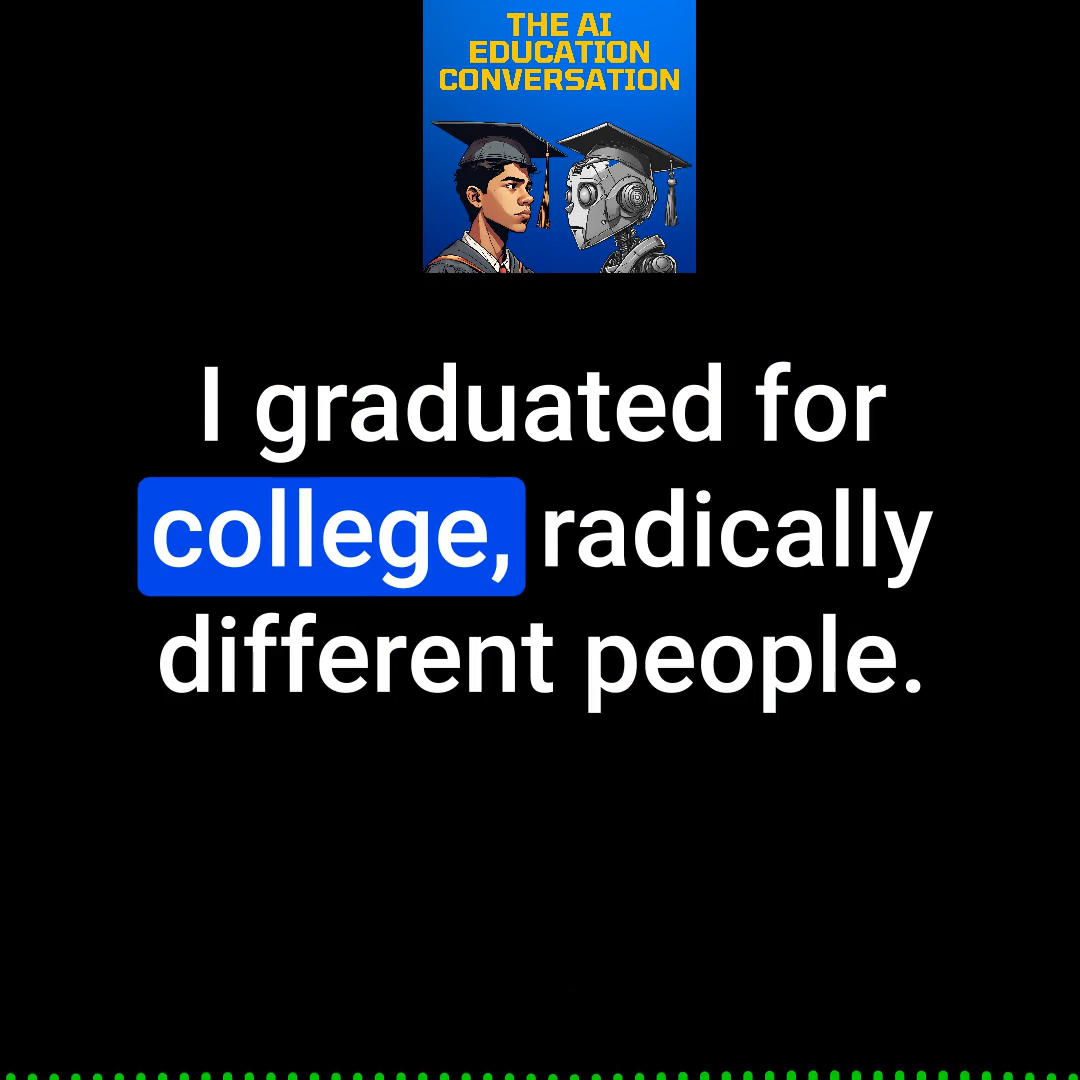 THE AI
EDUCATION
CONVERSATION
I graduated for
college, radically
different people.